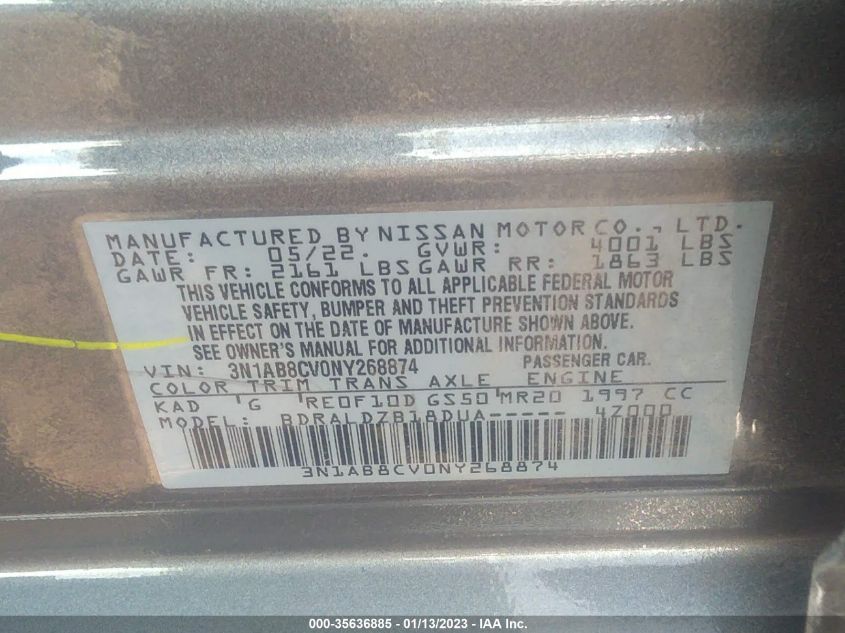 MANUFACTURED BY NISSAN MOTOR CO., LTD.
DATE: 05/22. GVWR: 4001 LBS
GAWR FR: 2161 LBS GAWR RR: 1863 LBS
THIS VEHICLE CONFORMS TO ALL APPLICABLE FEDERAL MOTOR
VEHICLE SAFETY, BUMPER AND THEFT PREVENTION STANDARDS
IN EFFECT ON THE DATE OF MANUFACTURE SHOWN ABOVE.
SEE OWNER'S MANUAL FOR ADDITIONAL INFORMATION.
VIN: 3N1AB8CV0NY268874 PASSENGER CAR.
COLOR TRIM TRANS AXLE ENGINE
KAD G RE0F10D GS50 MR20 1997 CC
MODEL: BDRALDZB18DUA----- 4Z000
3N1AB8CV0NY268874
000-35636885 - 01/13/2023 - IAA Inc.